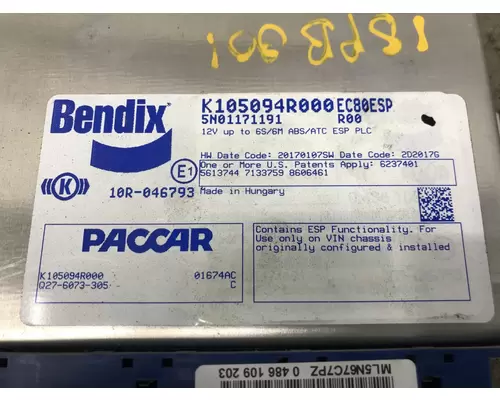 18PB301
Bendix
K105094R000 EC80ESP
5N01171191 R00
12V up to 6S/6M ABS/ATC ESP PLC
HW Date Code: 20170107SW Date Code: 2D20176
One or More U.S. Patents Apply: 6237401
5613744 7133759 8606461
E1
K
10R-046793 Made in Hungary
PACCAR
K105094R000 01674AC
Q27-6073-305 C
Contains ESP Functionality. For
Use only on VIN chassis
originally configured & installed
ML5N67C7PZ 0 486 109 203